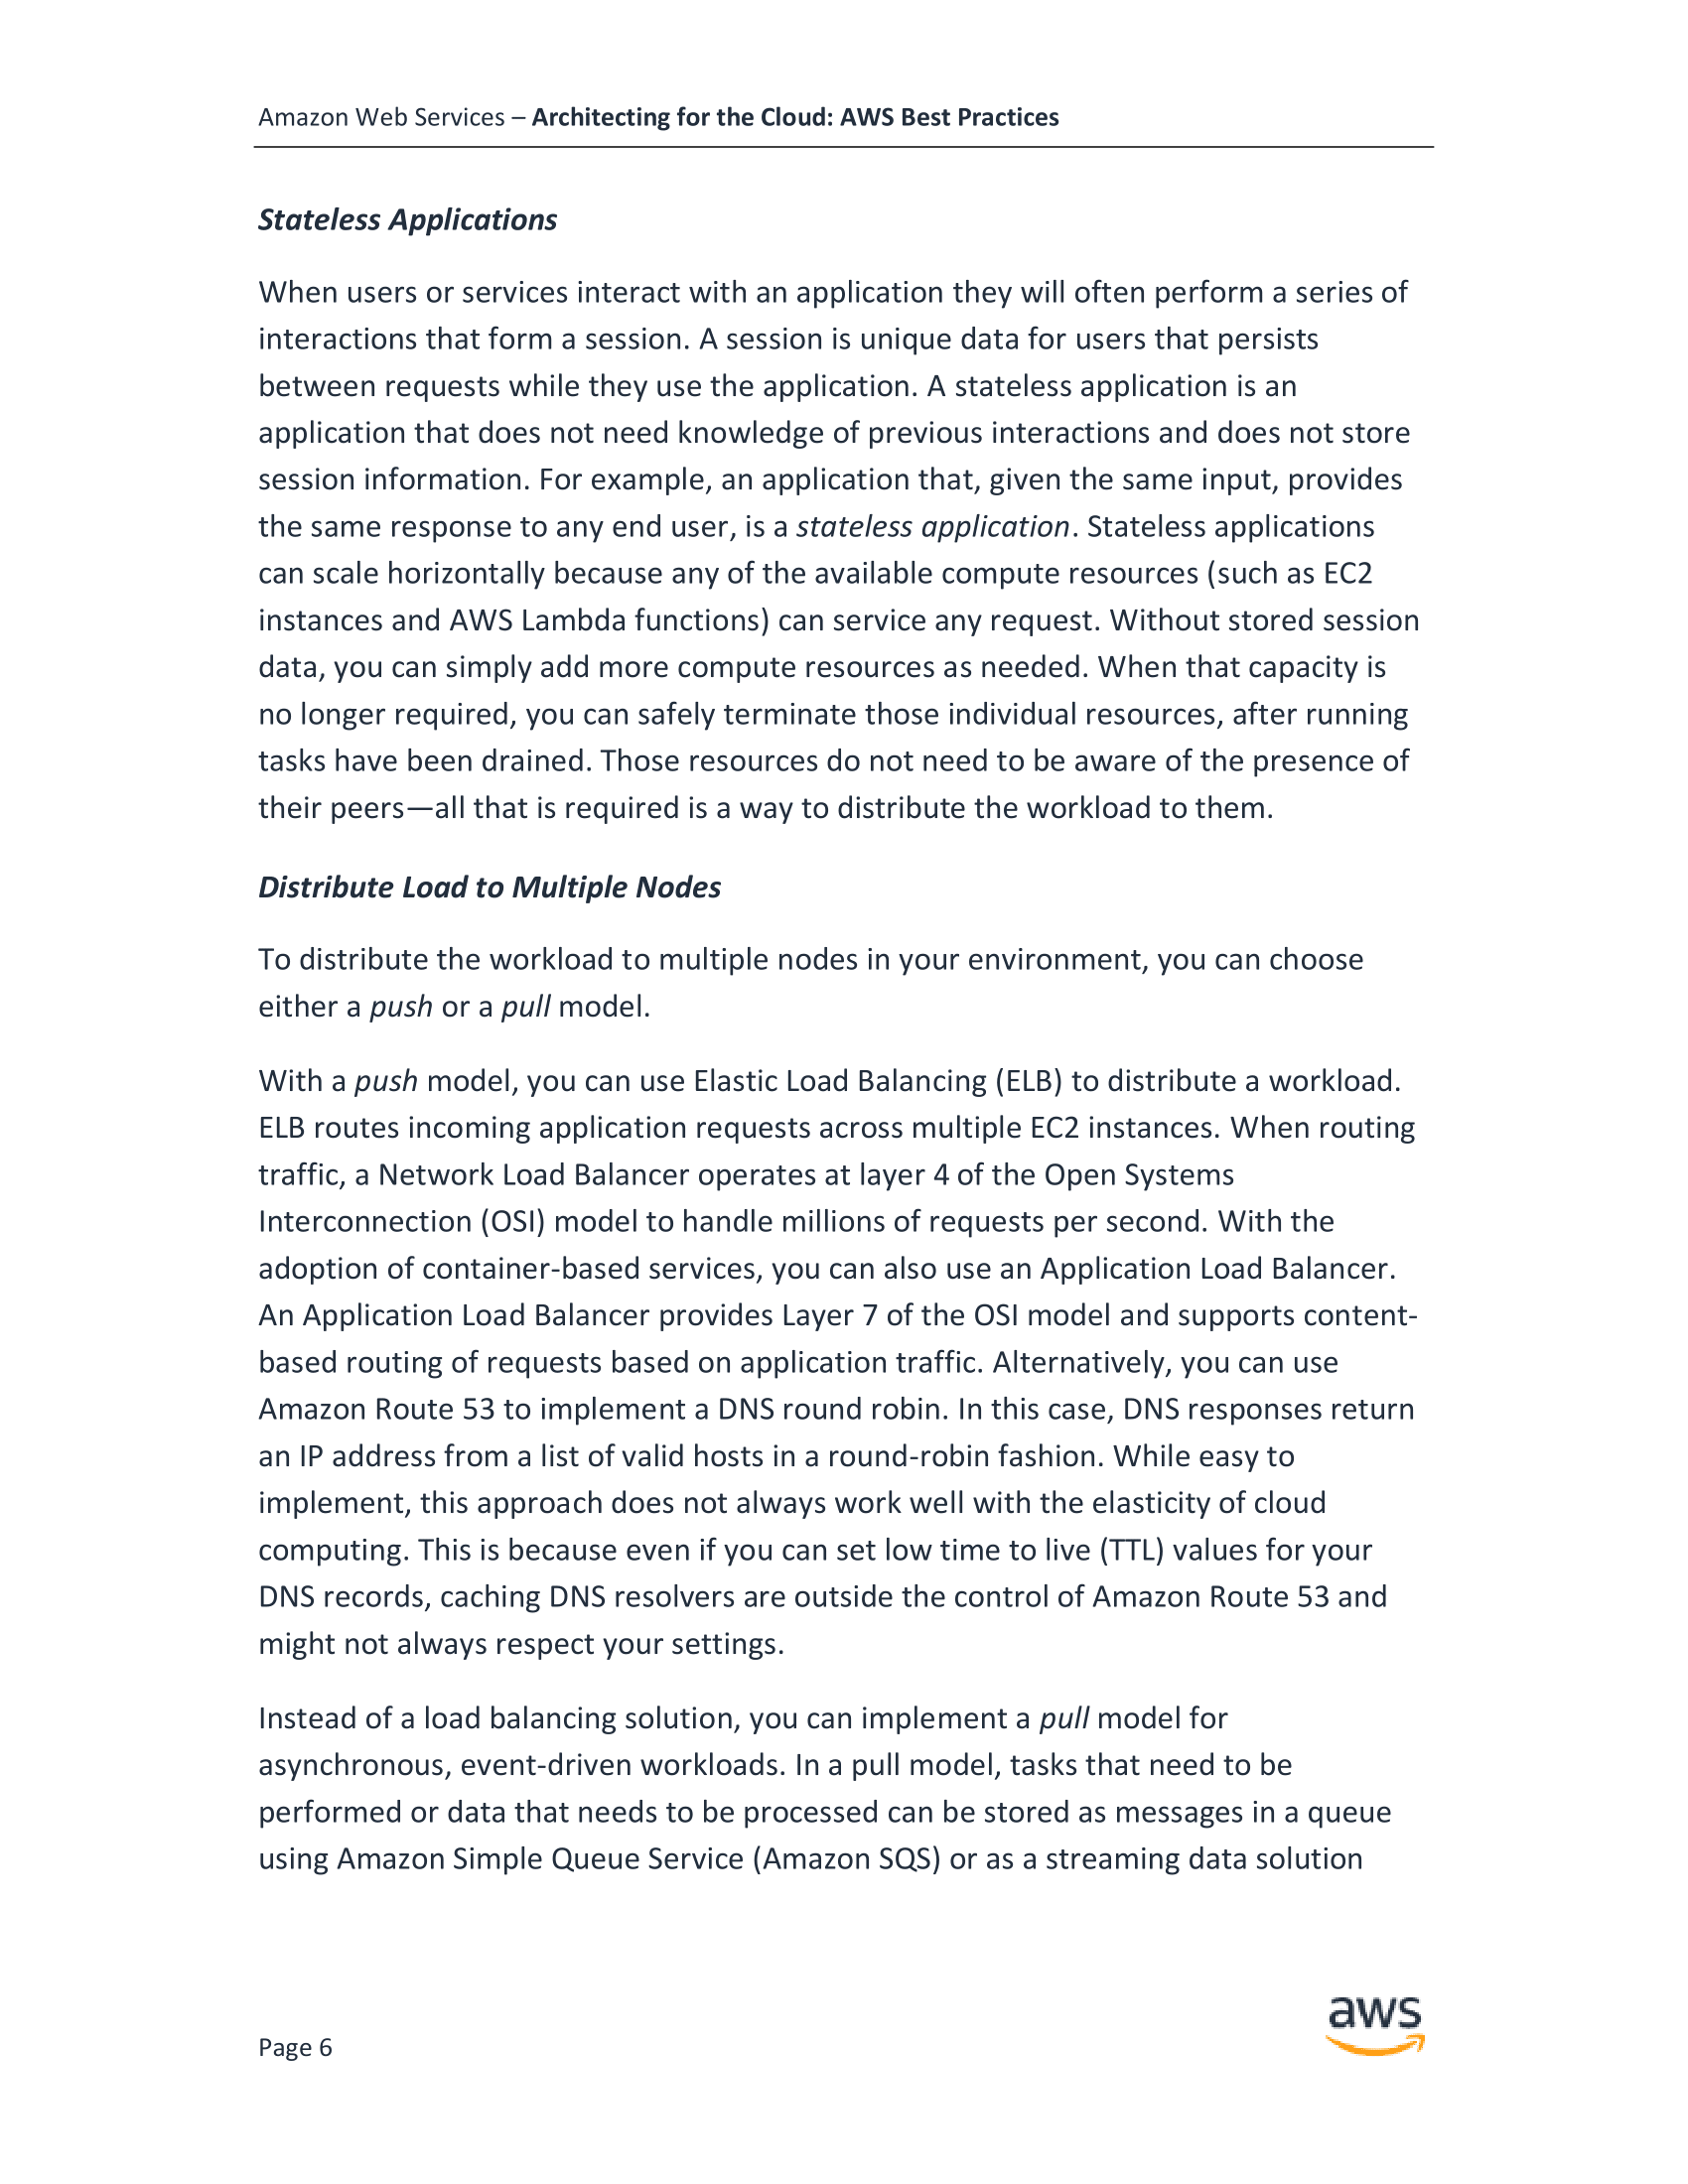 Amazon Web Services – Architecting for the Cloud: AWS Best Practices
Stateless Applications
When users or services interact with an application they will often perform a series of
interactions that form a session. A session is unique data for users that persists
between requests while they use the application. A stateless application is an
application that does not need knowledge of previous interactions and does not store
session information. For example, an application that, given the same input, provides
the same response to any end user, is a stateless application. Stateless applications
can scale horizontally because any of the available compute resources (such as EC2
instances and AWS Lambda functions) can service any request. Without stored session
data, you can simply add more compute resources as needed. When that capacity is
no longer required, you can safely terminate those individual resources, after running
tasks have been drained. Those resources do not need to be aware of the presence of
their peers—all that is required is a way to distribute the workload to them.
Distribute Load to Multiple Nodes
To distribute the workload to multiple nodes in your environment, you can choose
either a push or a pull model.
With a push model, you can use Elastic Load Balancing (ELB) to distribute a workload.
ELB routes incoming application requests across multiple EC2 instances. When routing
traffic, a Network Load Balancer operates at layer 4 of the Open Systems
Interconnection (OSI) model to handle millions of requests per second. With the
adoption of container-based services, you can also use an Application Load Balancer.
An Application Load Balancer provides Layer 7 of the OSI model and supports content-
based routing of requests based on application traffic. Alternatively, you can use
Amazon Route 53 to implement a DNS round robin. In this case, DNS responses return
an IP address from a list of valid hosts in a round-robin fashion. While easy to
implement, this approach does not always work well with the elasticity of cloud
computing. This is because even if you can set low time to live (TTL) values for your
DNS records, caching DNS resolvers are outside the control of Amazon Route 53 and
might not always respect your settings.
Instead of a load balancing solution, you can implement a pull model for
asynchronous, event-driven workloads. In a pull model, tasks that need to be
performed or data that needs to be processed can be stored as messages in a queue
using Amazon Simple Queue Service (Amazon SQS) or as a streaming data solution
aws
Page 6